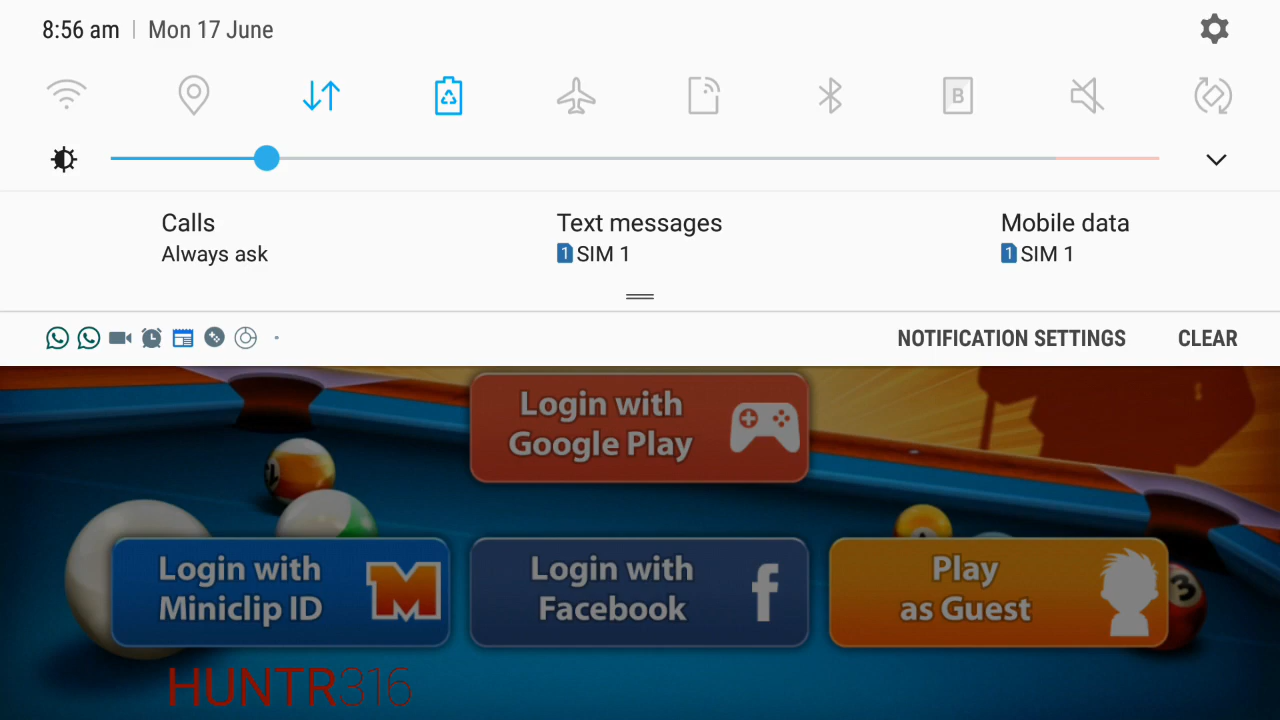 8:56 am | Mon 17 June
B
Calls
Always ask
Text messages
1 SIM 1
Mobile data
1 SIM 1
NOTIFICATION SETTINGS
CLEAR
Login with
Google Play
Login with
Miniclip ID
M
Login with
Facebook
f
Play
as Guest
3
HUNTR316